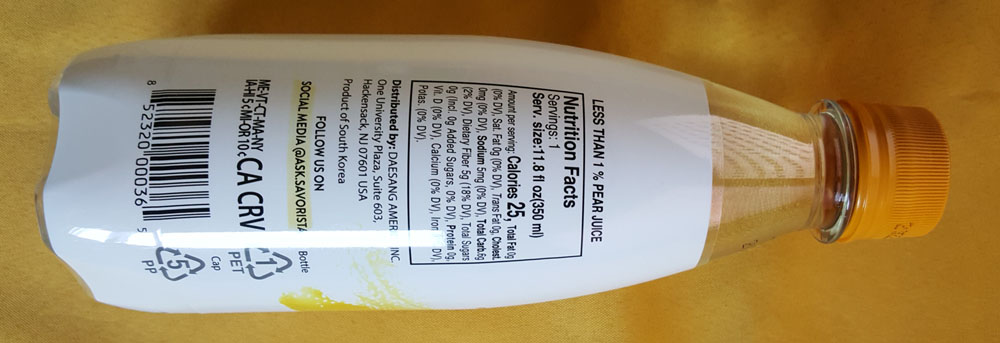 LESS THAN 1 % PEAR JUICE
Nutrition Facts
Servings: 1
Serv. size:11.8 fl oz(350 ml)
Amount per serving: Calories 25, Total Fat 0g
(0% DV), Sat. Fat 0g (0% DV), Trans Fat 0g, Cholest.
0mg (0% DV), Sodium 5mg (0% DV), Total Carb.6g
(2% DV), Dietary Fiber 5g (18% DV), Total Sugars
0g (Incl. 0g Added Sugars, 0% DV), Protein 0g,
Vit. D (0% DV), Calcium (0% DV), Iron DV),
Potas. (0% DV).
Distributed by: DAESANG AMER INC.
One University Plaza, Suite 603,
Hackensack, NJ 07601 USA
Product of South Korea
FOLLOW US ON
SOCIAL MEDIA @ASK.SAVORISTA
ME-VT-CT-MA-NY
IA-HI 5¢ MI-OR 10¢ CA CRV
8 52320 00036 5
Bottle
1
PET
Cap
5
PP